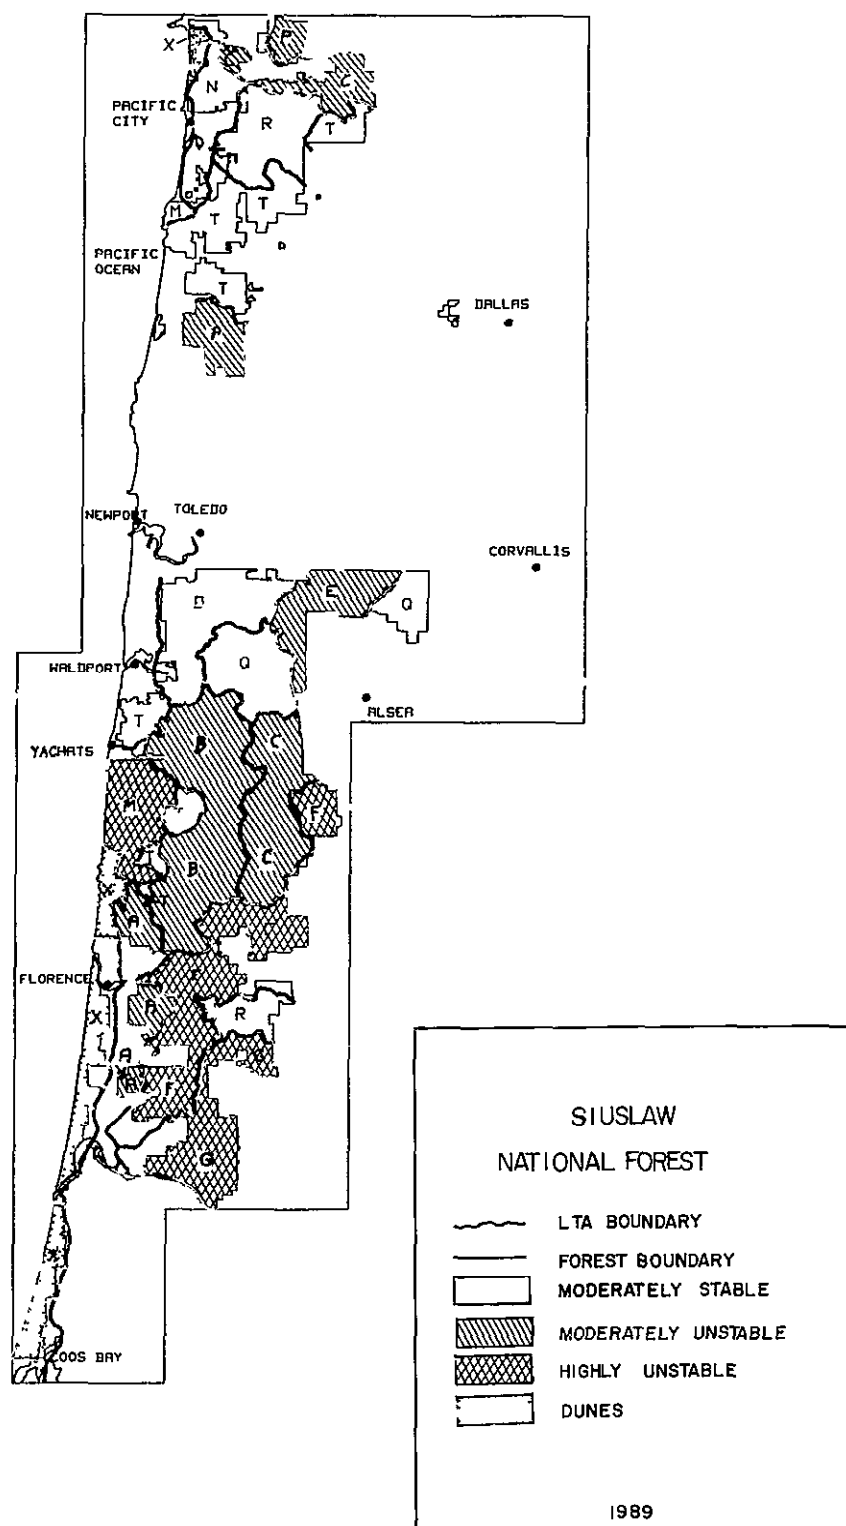 X
P
N
C
PACIFIC
CITY
R
T
M
T
T
PACIFIC
OCEAN
T
DALLAS
P
NEWPORT
TOLEDO
CORVALLIS
D
E
Q
Q
WALDPORT
ALSEA
T
YACHATS
B
C
M
F
T
B
C
X
T
A
F
FLORENCE
A
R
X
A
G
A
F
G
X
X
COOS BAY
SIUSLAW
NATIONAL FOREST
LTA BOUNDARY
FOREST BOUNDARY
MODERATELY STABLE
MODERATELY UNSTABLE
HIGHLY UNSTABLE
DUNES
1989